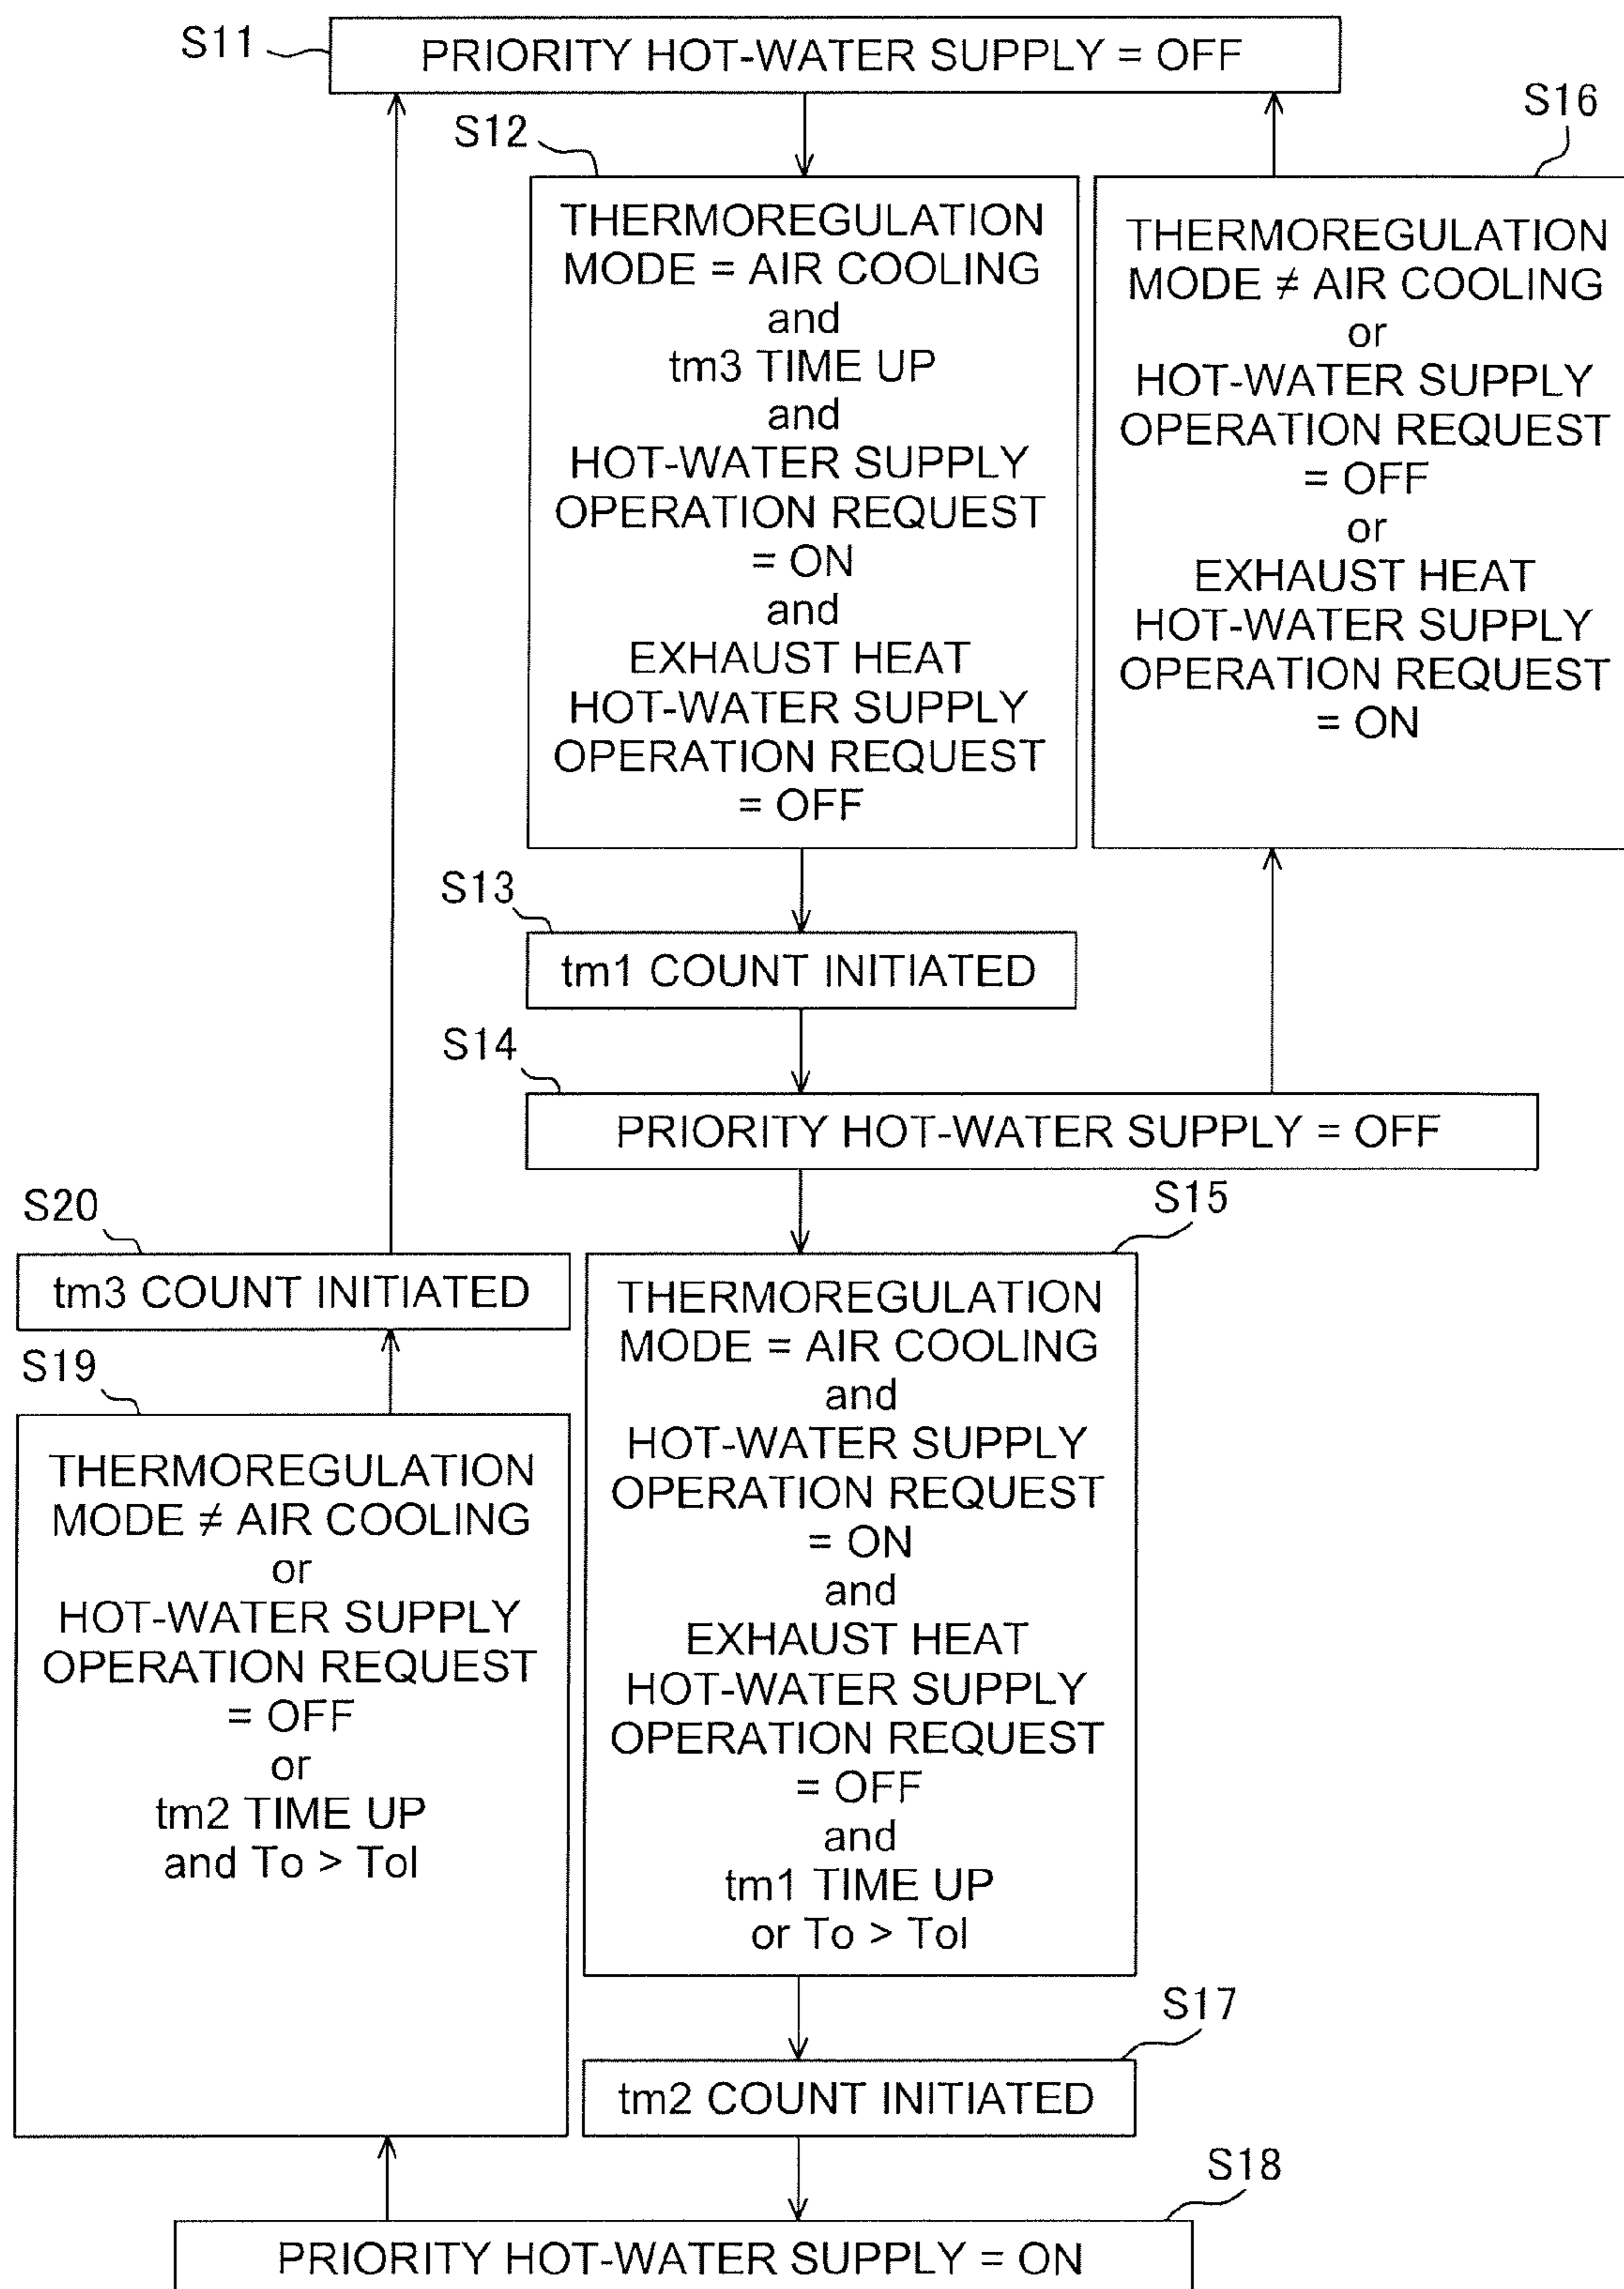 S11
PRIORITY HOT-WATER SUPPLY = OFF
S12
THERMOREGULATION
MODE = AIR COOLING
and
tm3 TIME UP
and
HOT-WATER SUPPLY
OPERATION REQUEST
= ON
and
EXHAUST HEAT
HOT-WATER SUPPLY
OPERATION REQUEST
= OFF
S16
THERMOREGULATION
MODE ≠ AIR COOLING
or
HOT-WATER SUPPLY
OPERATION REQUEST
= OFF
or
EXHAUST HEAT
HOT-WATER SUPPLY
OPERATION REQUEST
= ON
S13
tm1 COUNT INITIATED
S14
PRIORITY HOT-WATER SUPPLY = OFF
S15
THERMOREGULATION
MODE = AIR COOLING
and
HOT-WATER SUPPLY
OPERATION REQUEST
= ON
and
EXHAUST HEAT
HOT-WATER SUPPLY
OPERATION REQUEST
= OFF
and
tm1 TIME UP
or To > Tol
S20
tm3 COUNT INITIATED
S19
THERMOREGULATION
MODE ≠ AIR COOLING
or
HOT-WATER SUPPLY
OPERATION REQUEST
= OFF
or
tm2 TIME UP
and To > Tol
S17
tm2 COUNT INITIATED
S18
PRIORITY HOT-WATER SUPPLY = ON